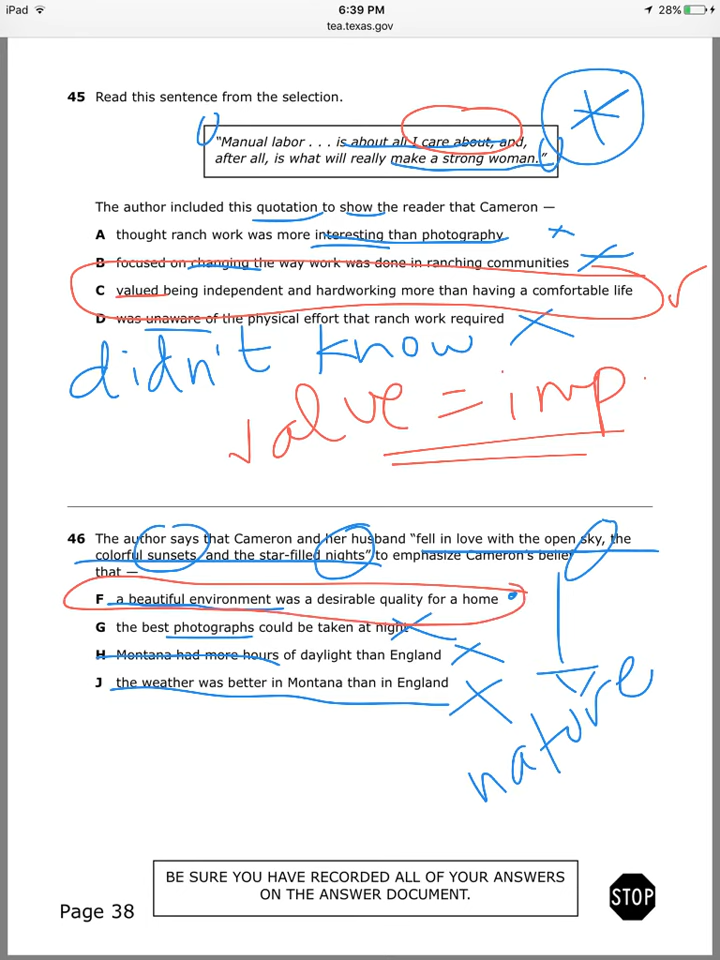 iPad 6:39 PM 28%
tea.texas.gov
45 Read this sentence from the selection.
"Manual labor . . . is about all I care about, and,
after all, is what will really make a strong woman."
The author included this quotation to show the reader that Cameron —
A thought ranch work was more interesting than photography
B focused on changing the way work was done in ranching communities
C valued being independent and hardworking more than having a comfortable life
D was unaware of the physical effort that ranch work required
didn't know
value = imp
46 The author says that Cameron and her husband "fell in love with the open sky, the
colorful sunsets, and the star-filled nights" to emphasize Cameron's belief
that —
F a beautiful environment was a desirable quality for a home
G the best photographs could be taken at night
H Montana had more hours of daylight than England
J the weather was better in Montana than in England
nature
BE SURE YOU HAVE RECORDED ALL OF YOUR ANSWERS
ON THE ANSWER DOCUMENT.
STOP
Page 38